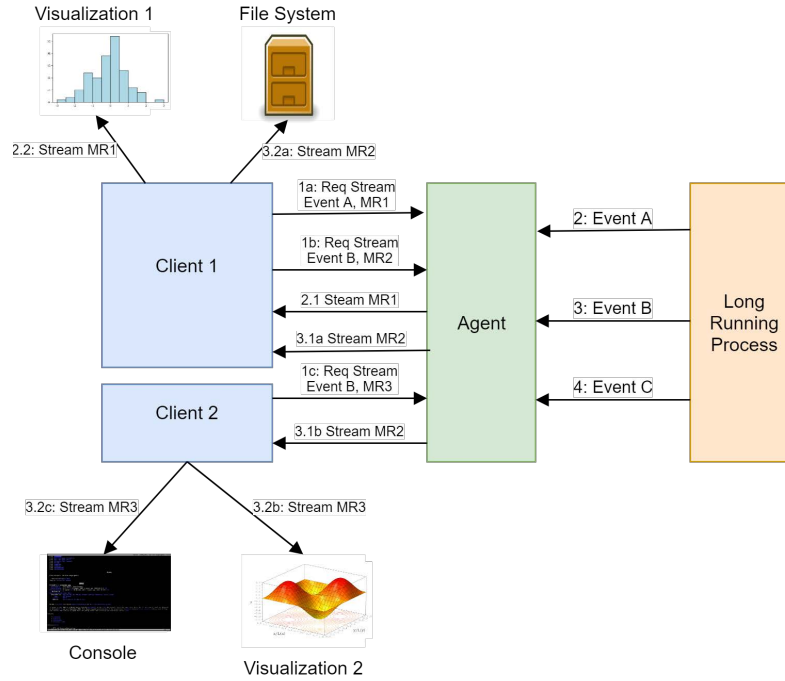 Visualization 1
File System
2.2: Stream MR1
3.2a: Stream MR2
1a: Req Stream
Event A, MR1
2: Event A
1b: Req Stream
Event B, MR2
Client 1
2.1 Steam MR1
Agent
3: Event B
Long
Running
Process
3.1a Stream MR2
1c: Req Stream
Event B, MR3
4: Event C
Client 2
3.1b Stream MR2
3.2c: Stream MR3
3.2b: Stream MR3
Console
Visualization 2